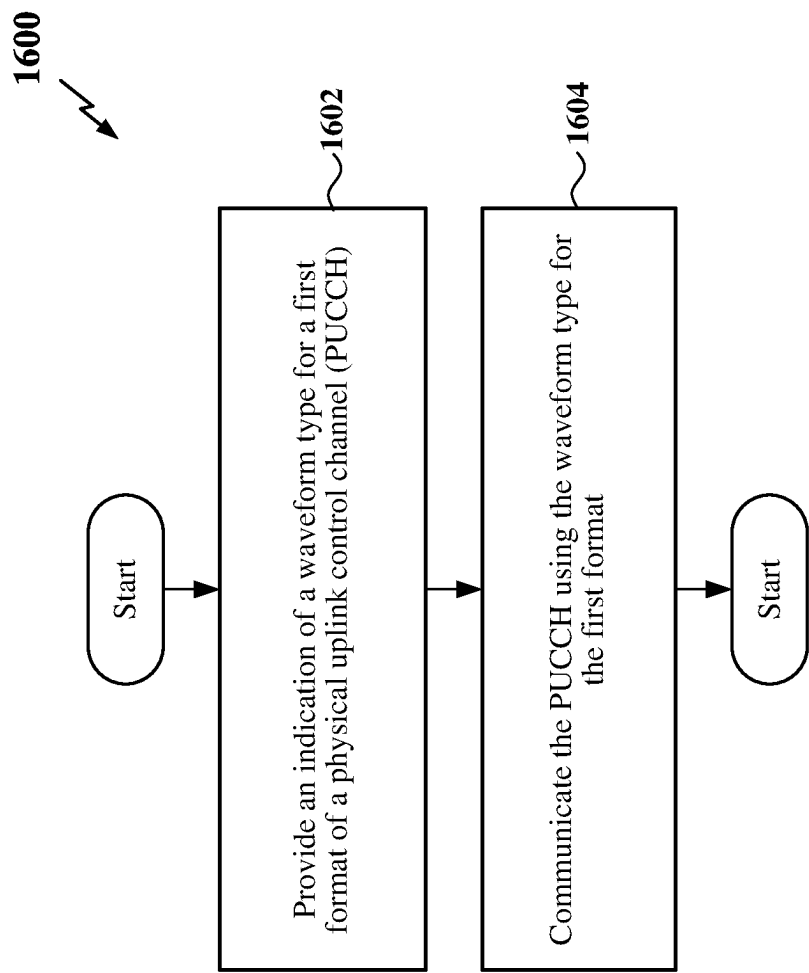 1600
Start
Provide an indication of a waveform type for a first
format of a physical uplink control channel (PUCCH)
1602
Communicate the PUCCH using the waveform type for
the first format
1604
Start